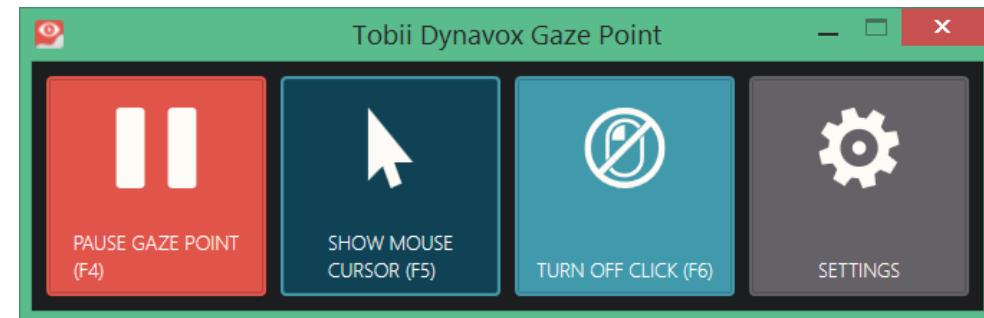 Tobii Dynavox Gaze Point
PAUSE GAZE POINT
(F4)
SHOW MOUSE
CURSOR (F5)
TURN OFF CLICK (F6)
SETTINGS